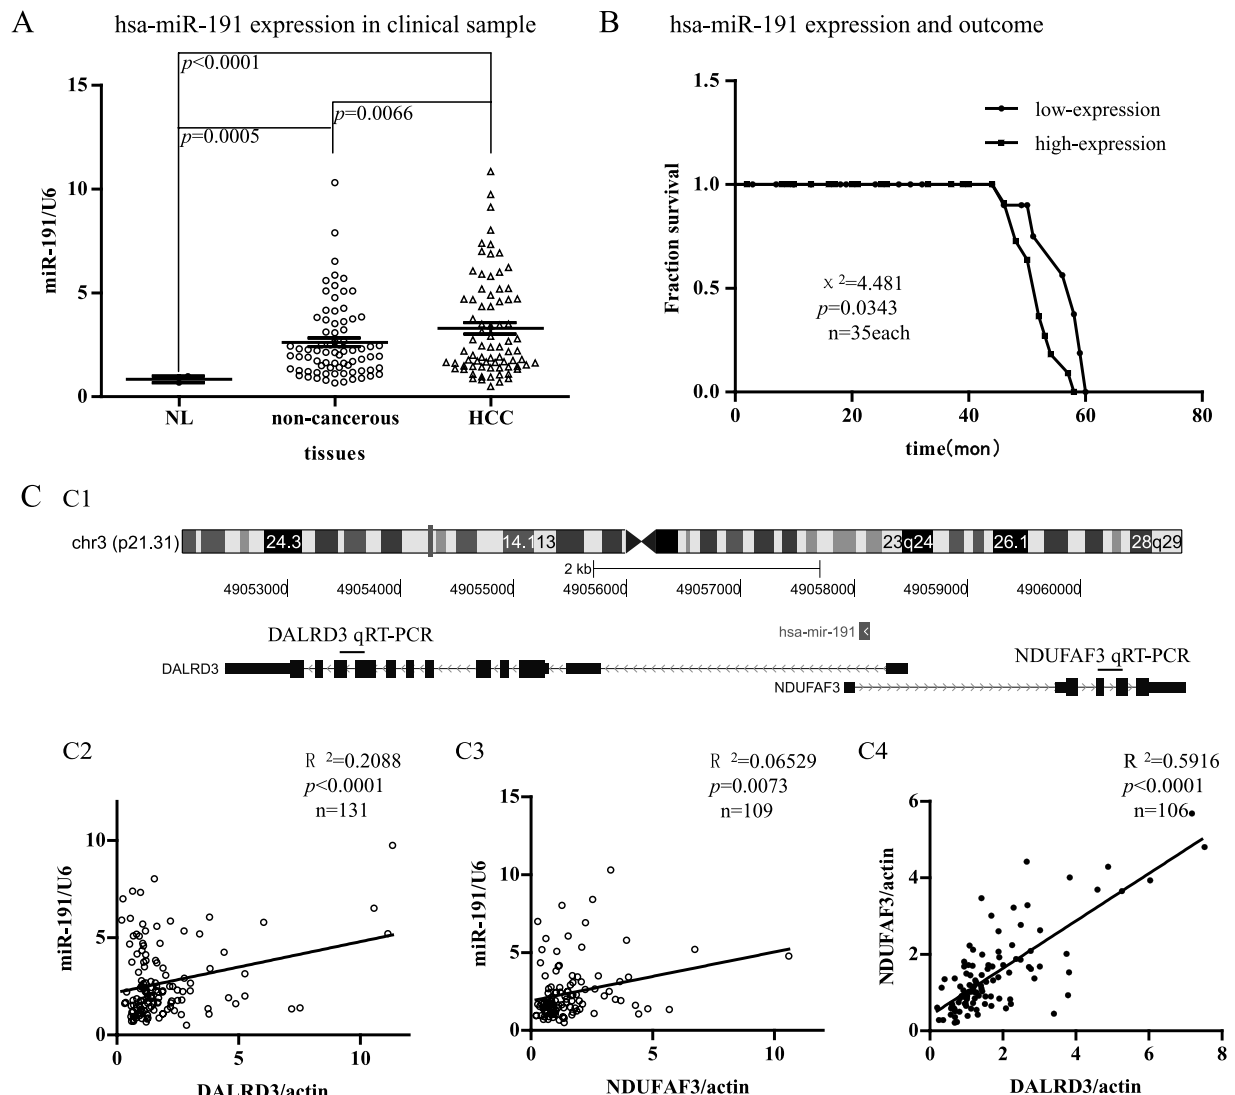 A
hsa-miR-191 expression in clinical sample
p<0.0001
p=0.0066
p=0.0005
15
10
5
0
miR-191/U6
NL
non-cancerous
HCC
tissues
B
hsa-miR-191 expression and outcome
1.5
1.0
0.5
0.0
Fraction survival
low-expression
high-expression
x ²=4.481
p=0.0343
n=35each
0
20
40
60
80
time(mon)
C
C1
chr3 (p21.31)
24.3
14.1
13
23
q24
26.1
28
q29
2 kb
49053000
49054000
49055000
49056000
49057000
49058000
49059000
49060000
hsa-mir-191
DALRD3 qRT-PCR
DALRD3
NDUFAF3 qRT-PCR
NDUFAF3
C2
R ²=0.2088
p<0.0001
n=131
10
5
0
miR-191/U6
0
5
10
DALRD3/actin
C3
R ²=0.06529
p=0.0073
n=109
15
10
5
0
miR-191/U6
0
5
10
NDUFAF3/actin
C4
R ²=0.5916
p<0.0001
n=106
6
4
2
0
NDUFAF3/actin
0
2
4
6
8
DALRD3/actin